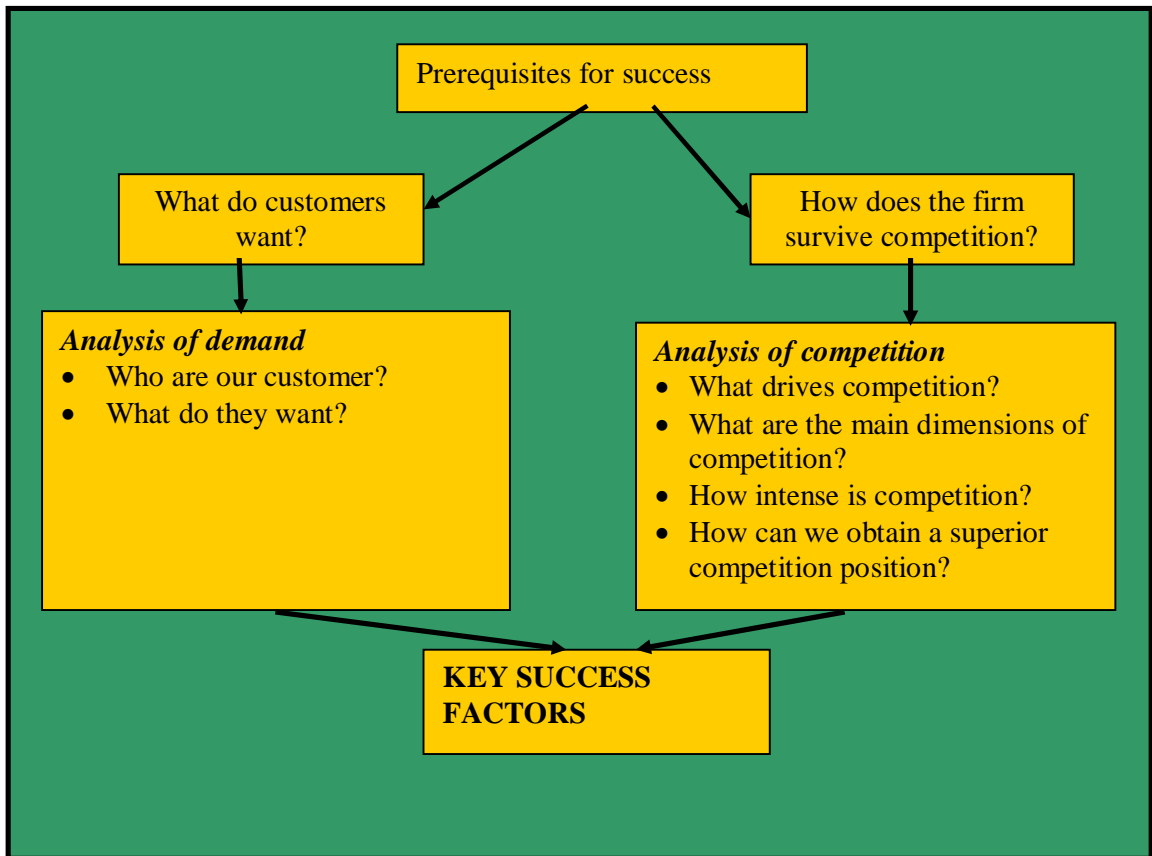 Prerequisites for success
What do customers
want?
How does the firm
survive competition?
Analysis of demand
• Who are our customer?
• What do they want?
Analysis of competition
• What drives competition?
• What are the main dimensions of
competition?
• How intense is competition?
• How can we obtain a superior
competition position?
KEY SUCCESS
FACTORS